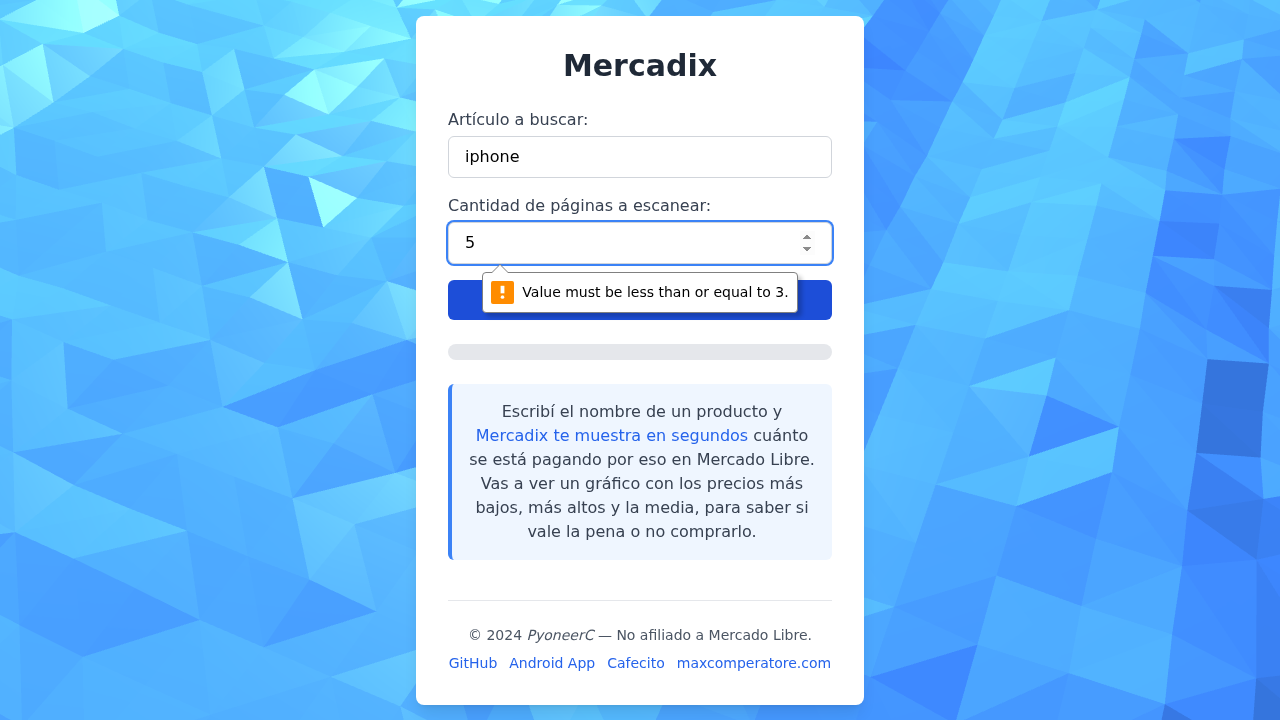 Mercadix
Artículo a buscar:
iphone
Cantidad de páginas a escanear:
5
Value must be less than or equal to 3.
Escribí el nombre de un producto y
Mercadix te muestra en segundos cuánto
se está pagando por eso en Mercado Libre.
Vas a ver un gráfico con los precios más
bajos, más altos y la media, para saber si
vale la pena o no comprarlo.
© 2024 PyoneerC — No afiliado a Mercado Libre.
GitHub Android App Cafecito maxcomperatore.com